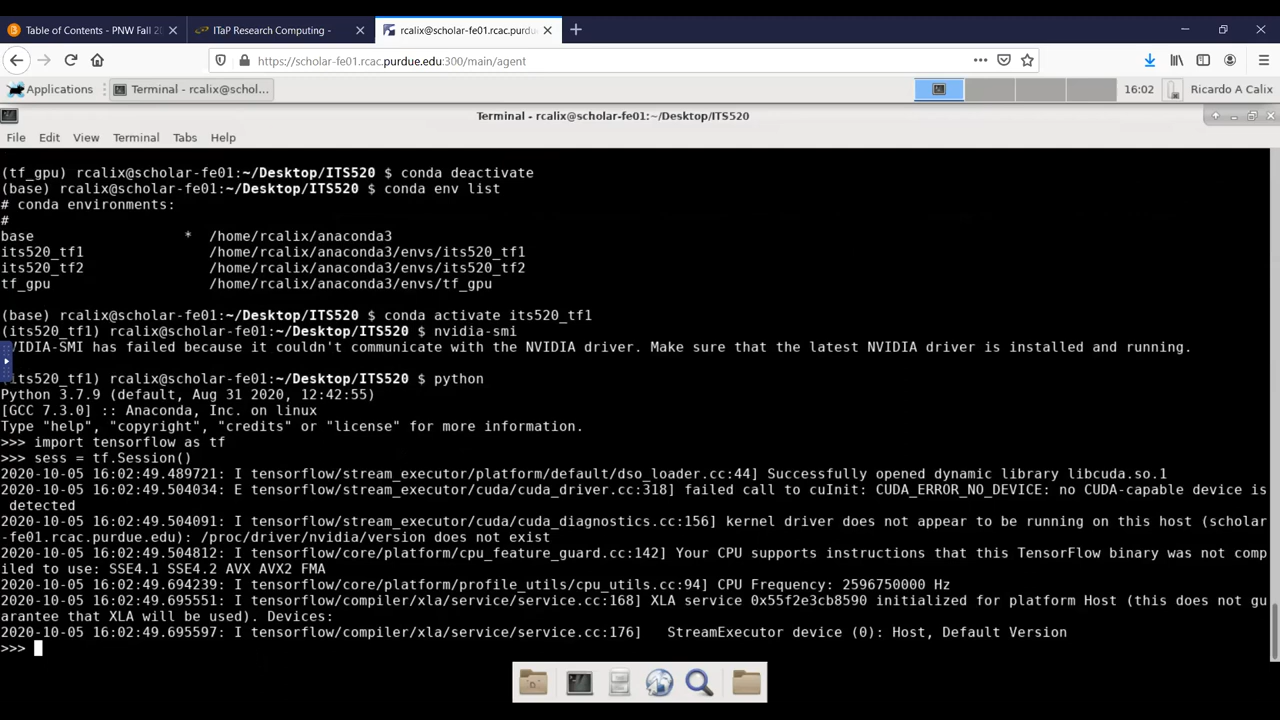 Table of Contents - PNW Fall 20
ITaP Research Computing -
rcalix@scholar-fe01.rcac.purdu
https://scholar-fe01.rcac.purdue.edu:300/main/agent
Applications
Terminal - rcalix@schol...
16:02
Ricardo A Calix
Terminal - rcalix@scholar-fe01:~/Desktop/ITS520
File Edit View Terminal Tabs Help
(tf_gpu) rcalix@scholar-fe01:~/Desktop/ITS520 $ conda deactivate
(base) rcalix@scholar-fe01:~/Desktop/ITS520 $ conda env list
# conda environments:
#
base * /home/rcalix/anaconda3
its520_tf1 /home/rcalix/anaconda3/envs/its520_tf1
its520_tf2 /home/rcalix/anaconda3/envs/its520_tf2
tf_gpu /home/rcalix/anaconda3/envs/tf_gpu
(base) rcalix@scholar-fe01:~/Desktop/ITS520 $ conda activate its520_tf1
(its520_tf1) rcalix@scholar-fe01:~/Desktop/ITS520 $ nvidia-smi
VIDIA-SMI has failed because it couldn't communicate with the NVIDIA driver. Make sure that the latest NVIDIA driver is installed and running.
its520_tf1) rcalix@scholar-fe01:~/Desktop/ITS520 $ python
Python 3.7.9 (default, Aug 31 2020, 12:42:55)
[GCC 7.3.0] :: Anaconda, Inc. on linux
Type "help", "copyright", "credits" or "license" for more information.
>>> import tensorflow as tf
>>> sess = tf.Session()
2020-10-05 16:02:49.489721: I tensorflow/stream_executor/platform/default/dso_loader.cc:44] Successfully opened dynamic library libcuda.so.1
2020-10-05 16:02:49.504034: E tensorflow/stream_executor/cuda/cuda_driver.cc:318] failed call to cuInit: CUDA_ERROR_NO_DEVICE: no CUDA-capable device is
detected
2020-10-05 16:02:49.504091: I tensorflow/stream_executor/cuda/cuda_diagnostics.cc:156] kernel driver does not appear to be running on this host (scholar
-fe01.rcac.purdue.edu): /proc/driver/nvidia/version does not exist
2020-10-05 16:02:49.504812: I tensorflow/core/platform/cpu_feature_guard.cc:142] Your CPU supports instructions that this TensorFlow binary was not comp
iled to use: SSE4.1 SSE4.2 AVX AVX2 FMA
2020-10-05 16:02:49.694239: I tensorflow/core/platform/profile_utils/cpu_utils.cc:94] CPU Frequency: 2596750000 Hz
2020-10-05 16:02:49.695551: I tensorflow/compiler/xla/service/service.cc:168] XLA service 0x55f2e3cb8590 initialized for platform Host (this does not gu
arantee that XLA will be used). Devices:
2020-10-05 16:02:49.695597: I tensorflow/compiler/xla/service/service.cc:176] StreamExecutor device (0): Host, Default Version
>>>